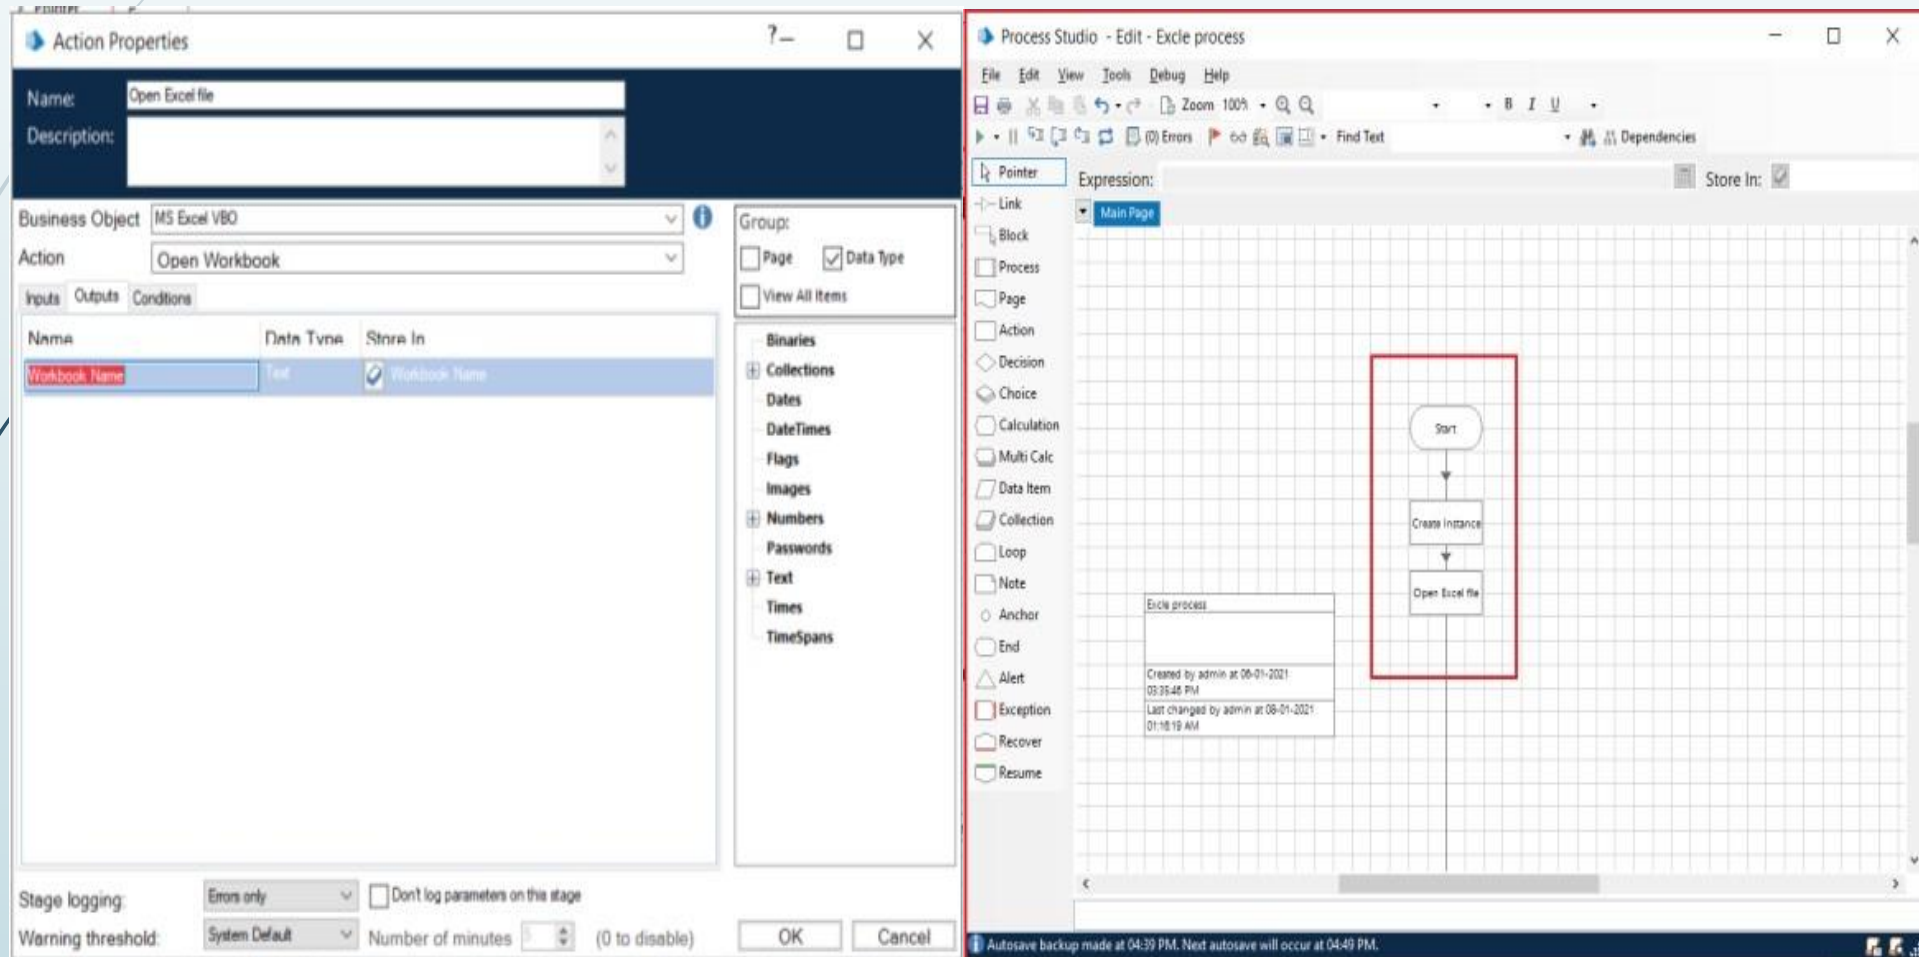 Action Properties
?
Name: Open Excel file
Description:
Business Object MS Excel VBO
Action Open Workbook
Inputs Outputs Conditions
Name Data Type Store In
Workbook Name Text Workbook Name
Group:
Page Data Type
View All Items
Binaries
Collections
Dates
DateTimes
Flags
Images
Numbers
Passwords
Text
Times
TimeSpans
Stage logging: Errors only Don't log parameters on this stage
Warning threshold: System Default Number of minutes 5 (0 to disable)
OK Cancel
Process Studio - Edit - Excle process
File Edit View Tools Debug Help
Zoom 100% B I U
(0) Errors Find Text Dependencies
Expression: Store In:
Main Page
Pointer
Link
Block
Process
Page
Action
Decision
Choice
Calculation
Multi Calc
Data Item
Collection
Loop
Note
Anchor
End
Alert
Exception
Recover
Resume
Start
Create Instance
Open Excel file
Excle process
Created by admin at 06-01-2021
03:35:46 PM
Last changed by admin at 08-01-2021
01:16:19 AM
Autosave backup made at 04:39 PM. Next autosave will occur at 04:49 PM.